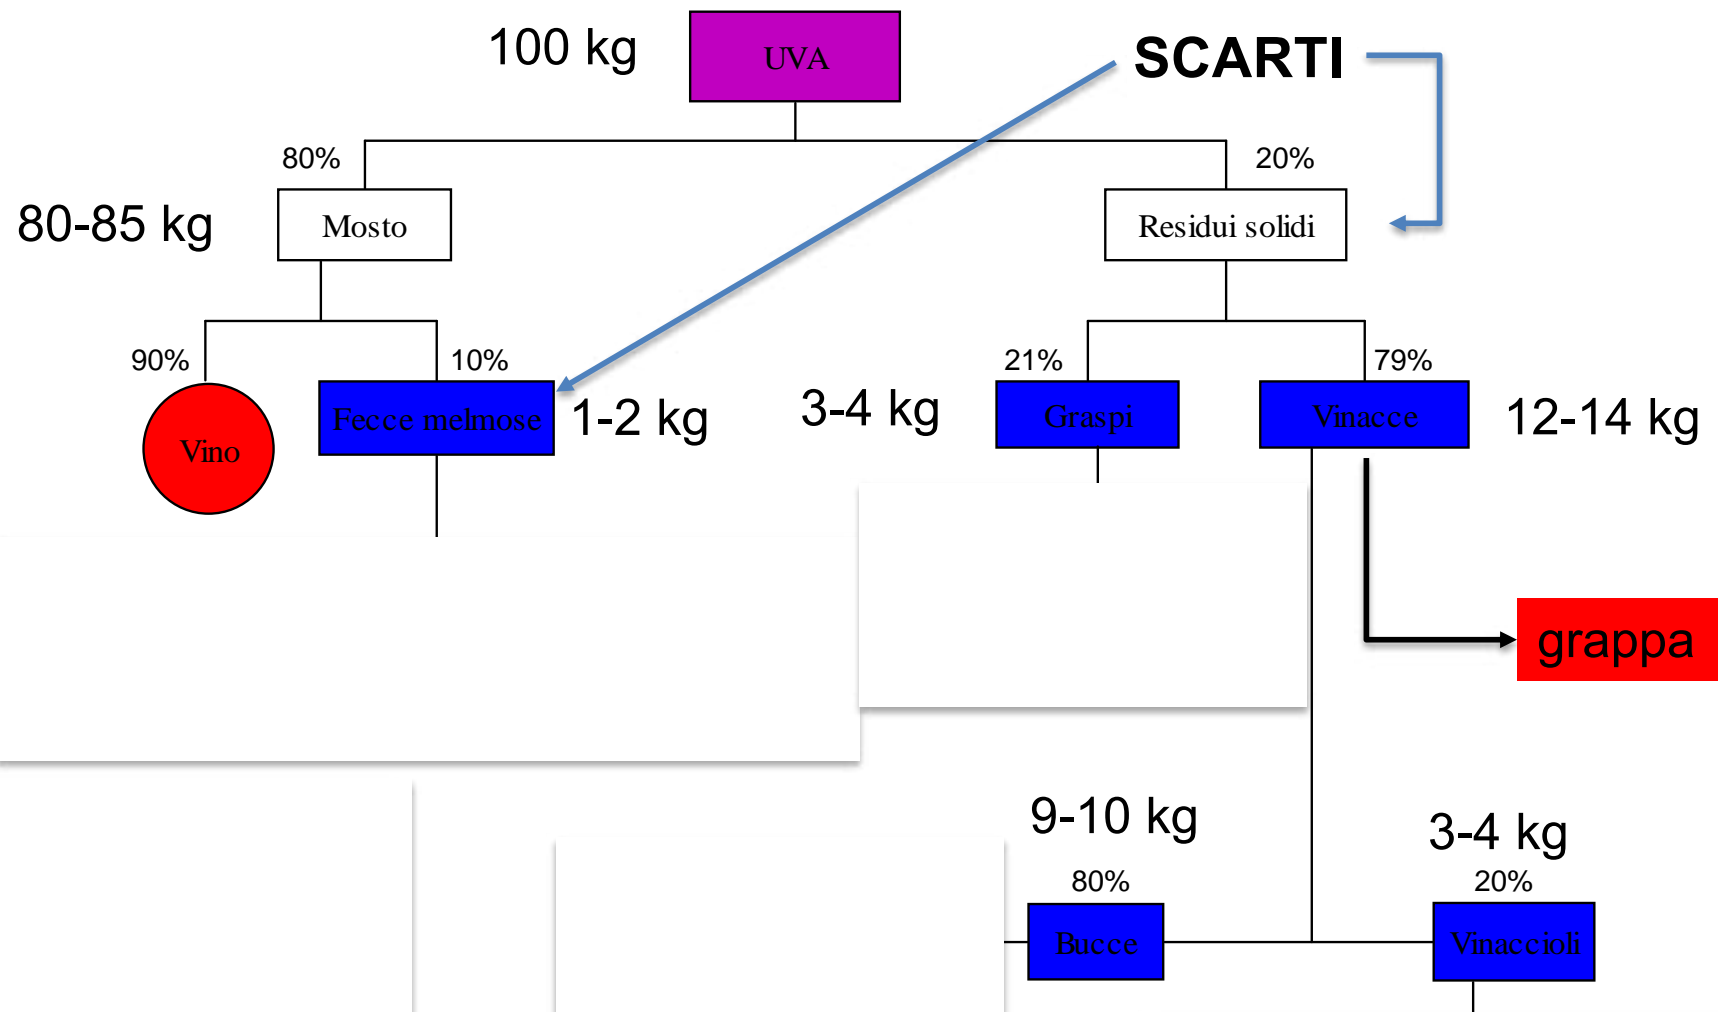 100 kg
UVA
SCARTI
80%
20%
80-85 kg
Mosto
Residui solidi
90%
10%
21%
79%
Vino
Fecce melmose
1-2 kg
3-4 kg
Graspi
Vinacce
12-14 kg
grappa
9-10 kg
3-4 kg
80%
20%
Bucce
Vinaccioli